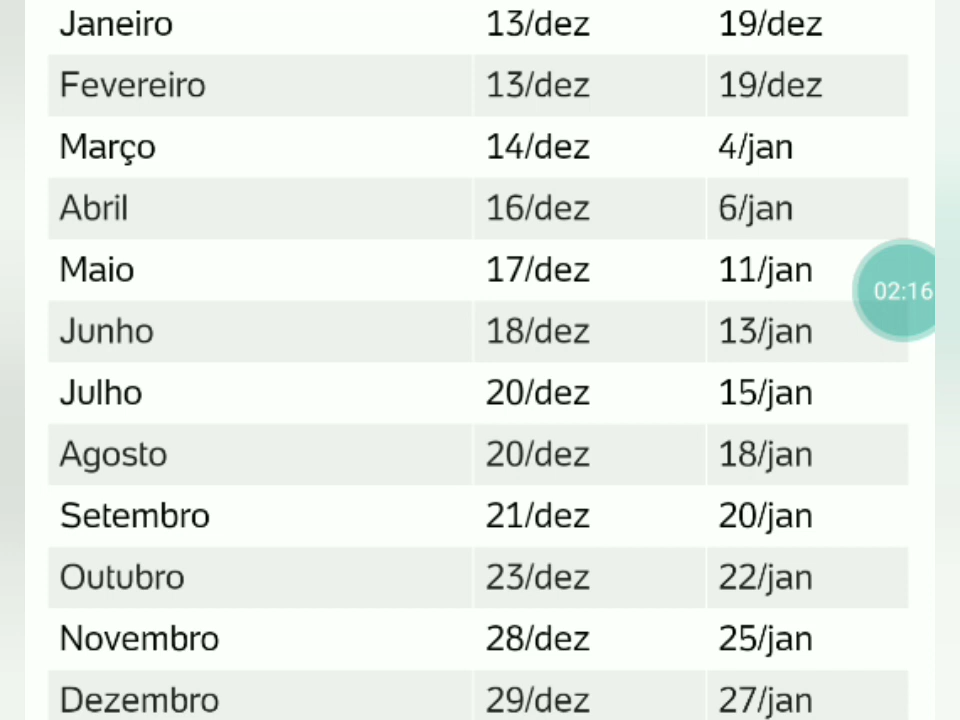 Janeiro 13/dez 19/dez
Fevereiro 13/dez 19/dez
Março 14/dez 4/jan
Abril 16/dez 6/jan
Maio 17/dez 11/jan
02:16
Junho 18/dez 13/jan
Julho 20/dez 15/jan
Agosto 20/dez 18/jan
Setembro 21/dez 20/jan
Outubro 23/dez 22/jan
Novembro 28/dez 25/jan
Dezembro 29/dez 27/jan